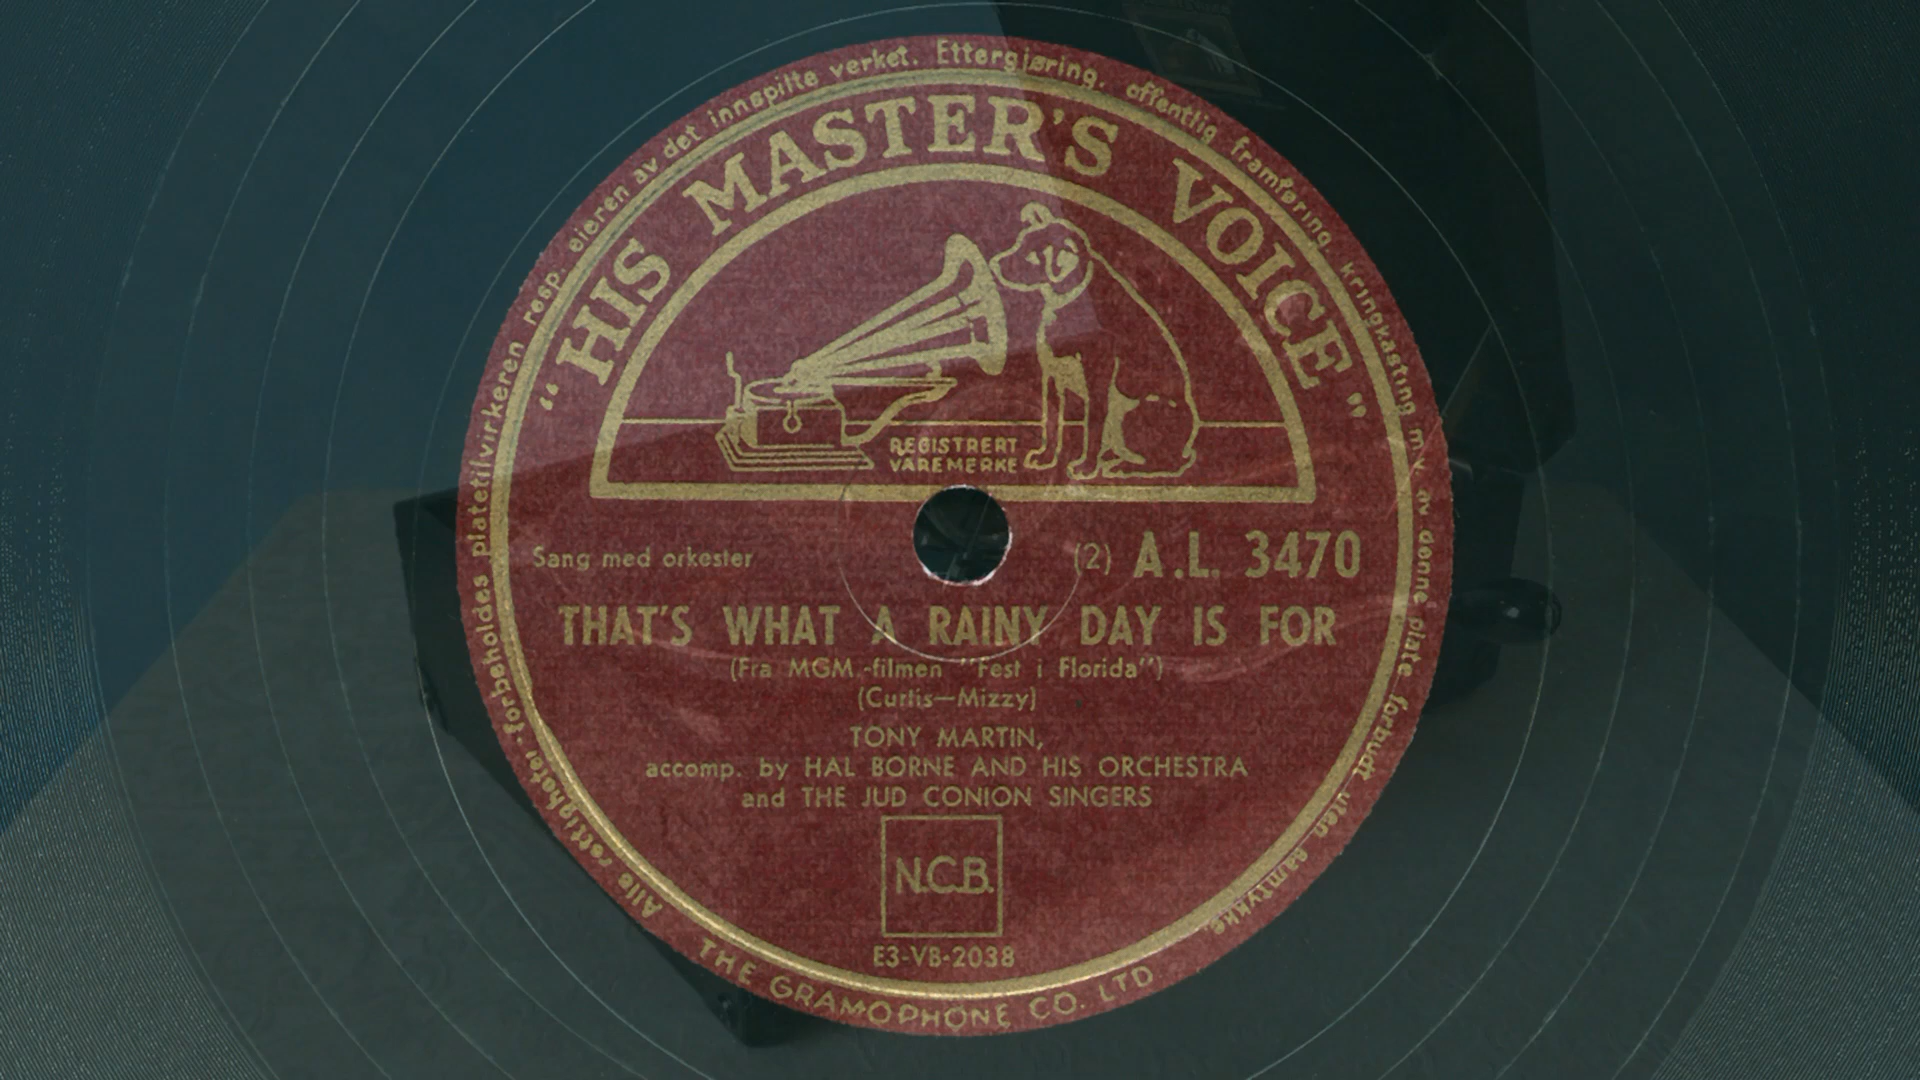 Alle rettigheter forbeholdes platetilvirkeren resp. eieren av det innspilte verket. Ettergjøring, offentlig framføring, kringkasting m.v. av denne plate forbudt uten samtykke.
"HIS MASTER'S VOICE"
REGISTRERT
VAREMERKE
Sang med orkester (2) A.L. 3470
THAT'S WHAT A RAINY DAY IS FOR
(Fra MGM.-filmen "Fest i Florida")
(Curtis—Mizzy)
TONY MARTIN,
accomp. by HAL BORNE AND HIS ORCHESTRA
and THE JUD CONION SINGERS
N.C.B.
E3-VB-2038
THE GRAMOPHONE CO. LTD